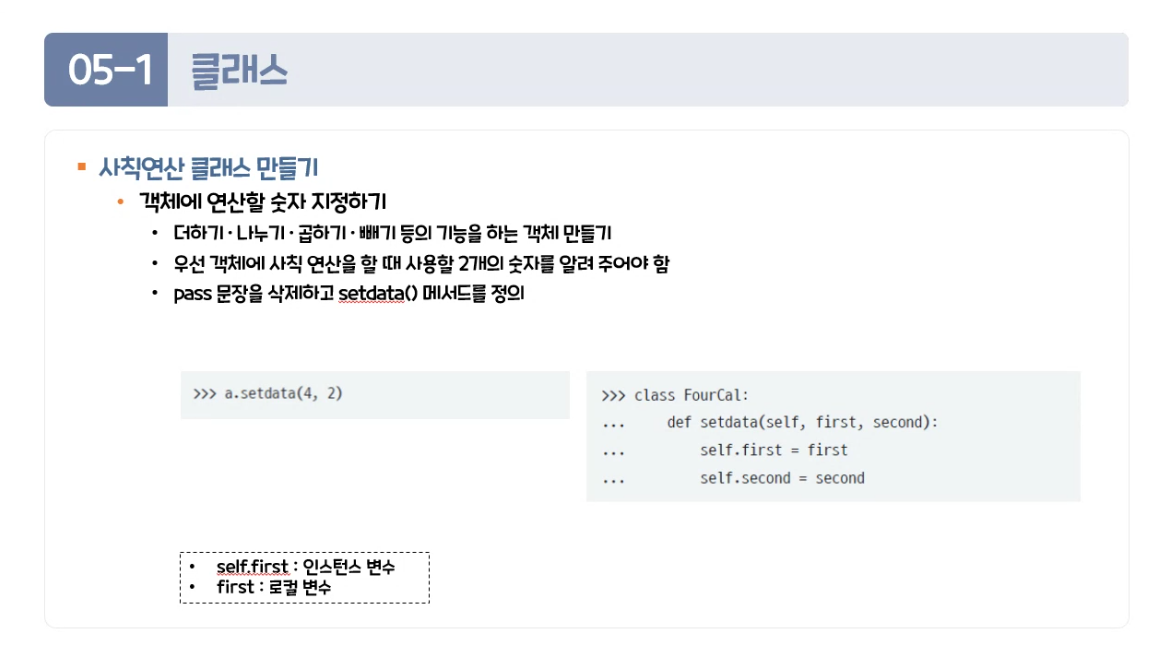 05-1 클래스
▪ 사칙연산 클래스 만들기
• 객체에 연산할 숫자 지정하기
• 더하기·나누기·곱하기·빼기 등의 기능을 하는 객체 만들기
• 우선 객체에 사칙 연산을 할 때 사용할 2개의 숫자를 알려 주어야 함
• pass 문장을 삭제하고 setdata() 메서드를 정의
>>> a.setdata(4, 2)
>>> class FourCal:
...     def setdata(self, first, second):
...         self.first = first
...         self.second = second
• self.first : 인스턴스 변수
• first : 로컬 변수